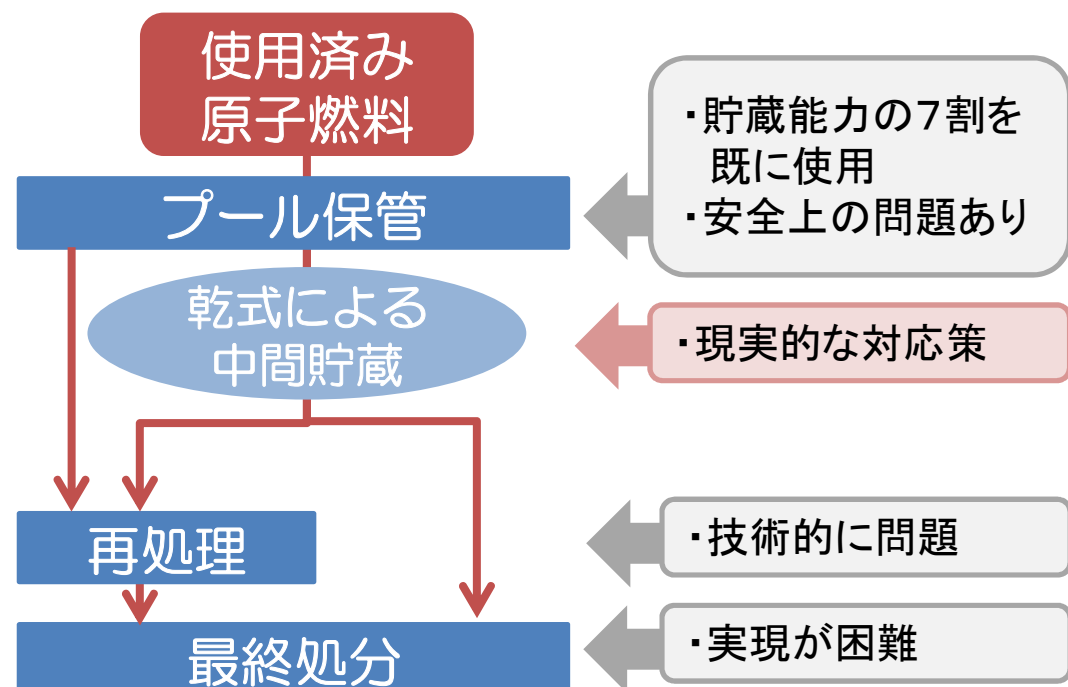 使用済み
原子燃料
・貯蔵能力の７割を
既に使用
・安全上の問題あり
プール保管
乾式による
中間貯蔵
・現実的な対応策
再処理
・技術的に問題
最終処分
・実現が困難